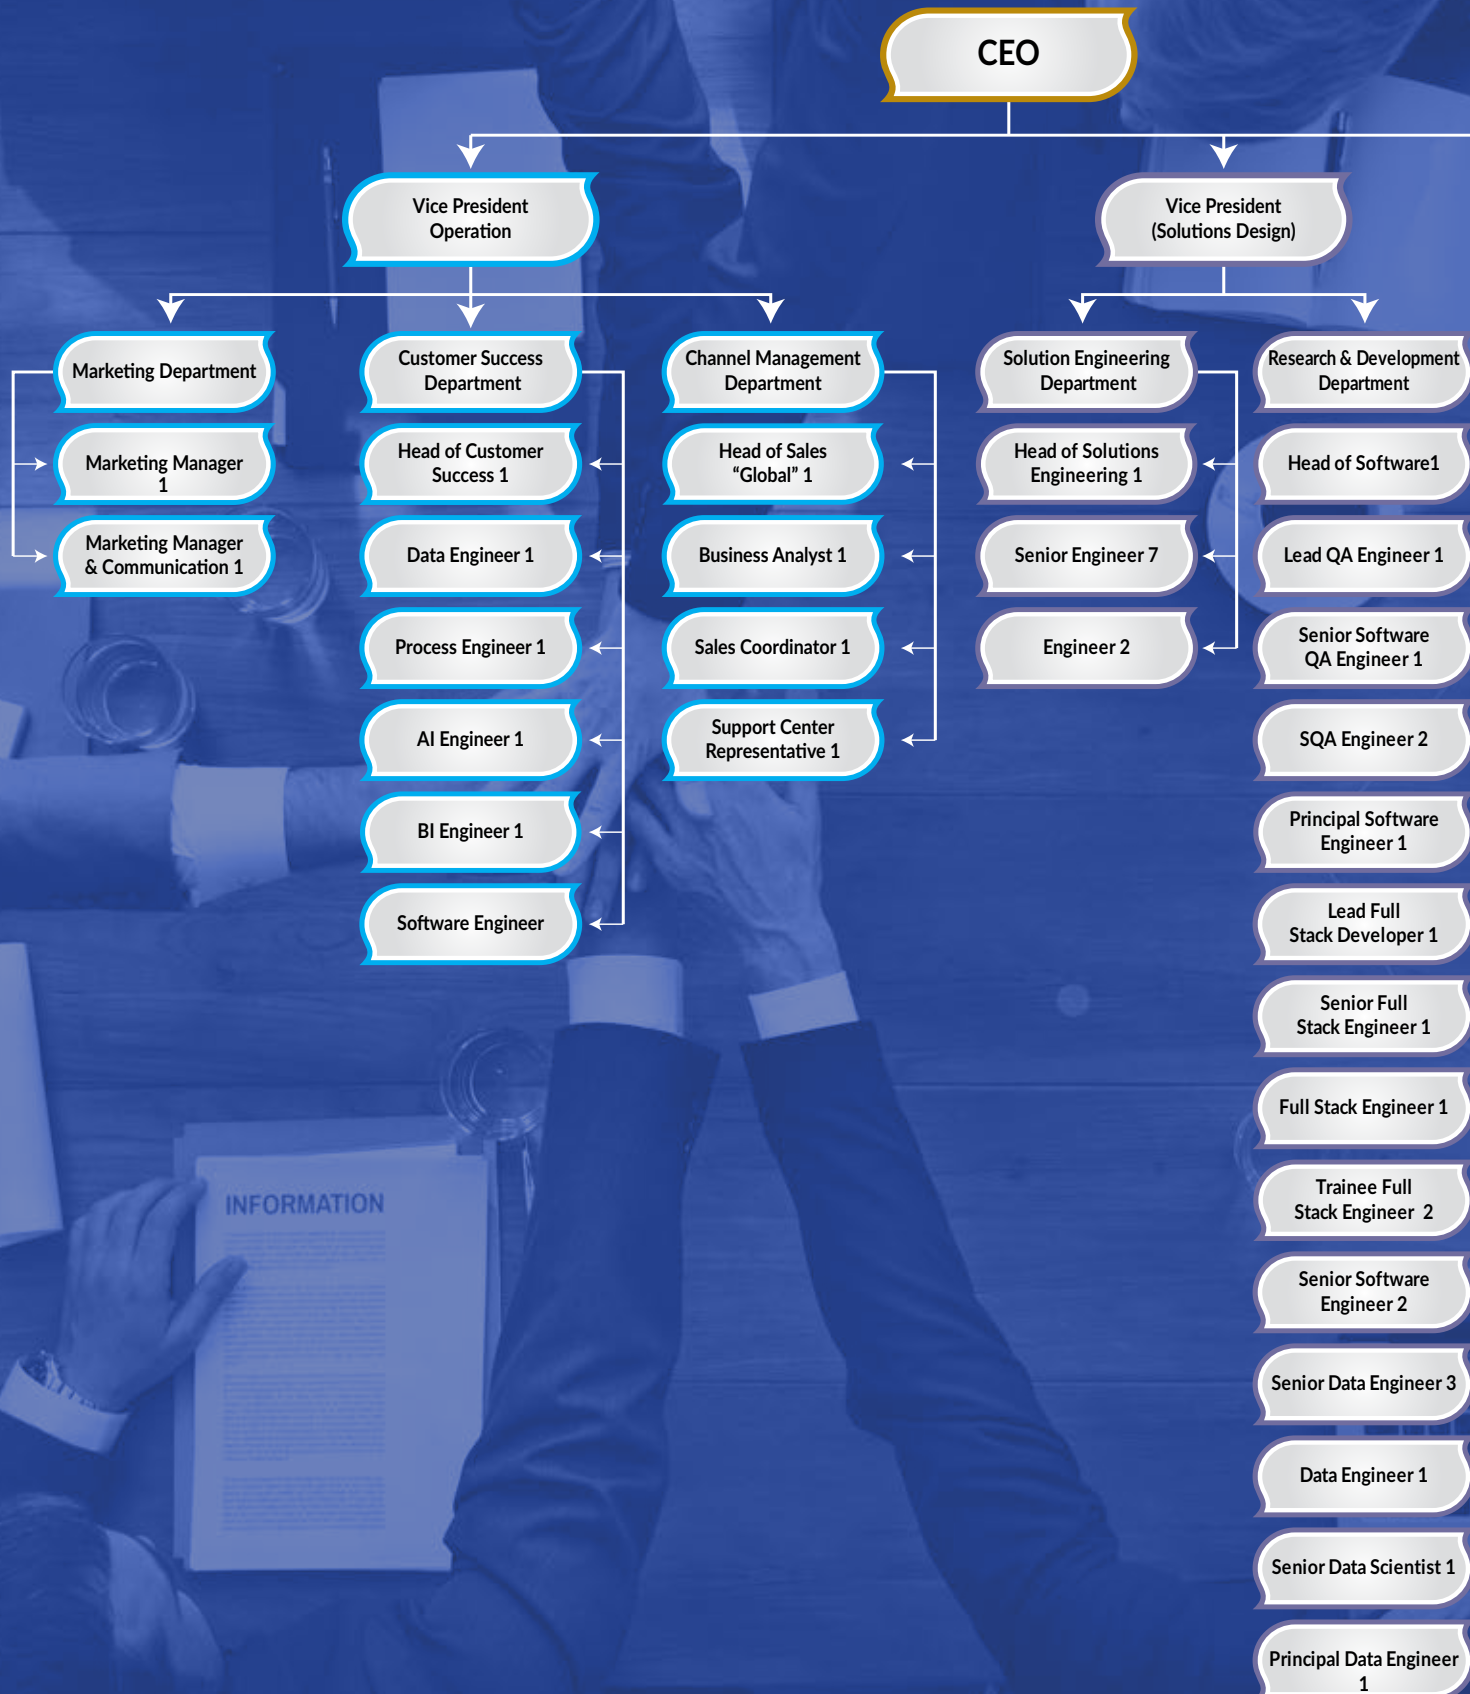 CEO
Vice President
Operation
Vice President
(Solutions Design)
Marketing Department
Marketing Manager
1
Marketing Manager
& Communication 1
Customer Success
Department
Head of Customer
Success 1
Data Engineer 1
Process Engineer 1
AI Engineer 1
BI Engineer 1
Software Engineer
Channel Management
Department
Head of Sales
“Global” 1
Business Analyst 1
Sales Coordinator 1
Support Center
Representative 1
Solution Engineering
Department
Head of Solutions
Engineering 1
Senior Engineer 7
Engineer 2
Research & Development
Department
Head of Software1
Lead QA Engineer 1
Senior Software
QA Engineer 1
SQA Engineer 2
Principal Software
Engineer 1
Lead Full
Stack Developer 1
Senior Full
Stack Engineer 1
Full Stack Engineer 1
Trainee Full
Stack Engineer 2
Senior Software
Engineer 2
Senior Data Engineer 3
Data Engineer 1
Senior Data Scientist 1
Principal Data Engineer
1
INFORMATION